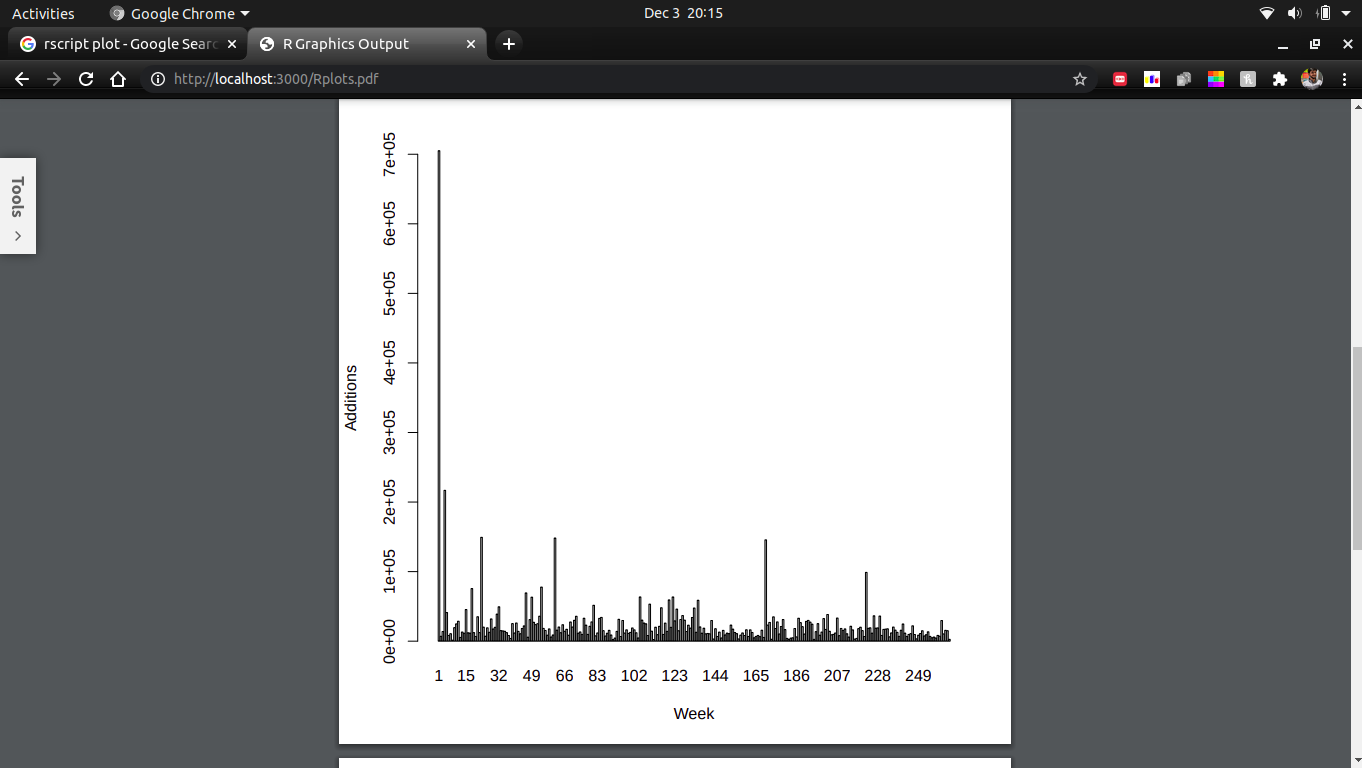 Activities
Google Chrome
Dec 3 20:15
rscript plot - Google Searc
R Graphics Output
http://localhost:3000/Rplots.pdf
Tools
7e+05
6e+05
5e+05
4e+05
3e+05
2e+05
1e+05
0e+00
Additions
1 15 32 49 66 83 102 123 144 165 186 207 228 249
Week